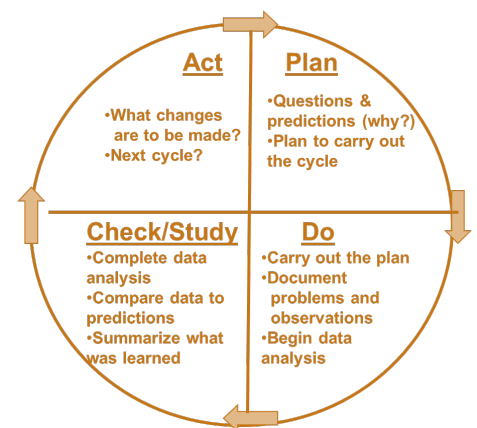 Act
•What changes
are to be made?
•Next cycle?
Plan
•Questions &
predictions (why?)
•Plan to carry out
the cycle
Check/Study
•Complete data
analysis
•Compare data to
predictions
•Summarize what
was learned
Do
•Carry out the plan
•Document
problems and
observations
•Begin data
analysis